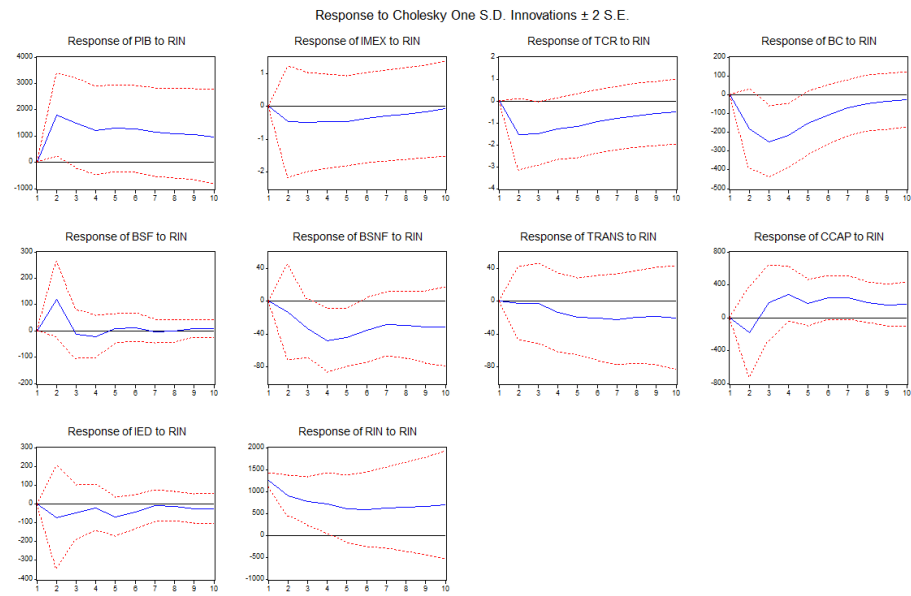 Response to Cholesky One S.D. Innovations ± 2 S.E.
Response of PIB to RIN
4000
3000
2000
1000
0
-1000
1 2 3 4 5 6 7 8 9 10
Response of IMEX to RIN
1
0
-1
-2
1 2 3 4 5 6 7 8 9 10
Response of TCR to RIN
2
1
0
-1
-2
-3
-4
1 2 3 4 5 6 7 8 9 10
Response of BC to RIN
200
100
0
-100
-200
-300
-400
-500
1 2 3 4 5 6 7 8 9 10
Response of BSF to RIN
300
200
100
0
-100
-200
1 2 3 4 5 6 7 8 9 10
Response of BSNF to RIN
40
0
-40
-80
1 2 3 4 5 6 7 8 9 10
Response of TRANS to RIN
40
0
-40
-80
1 2 3 4 5 6 7 8 9 10
Response of CCAP to RIN
800
400
0
-400
-800
1 2 3 4 5 6 7 8 9 10
Response of IED to RIN
300
200
100
0
-100
-200
-300
-400
1 2 3 4 5 6 7 8 9 10
Response of RIN to RIN
2000
1500
1000
500
0
-500
-1000
1 2 3 4 5 6 7 8 9 10